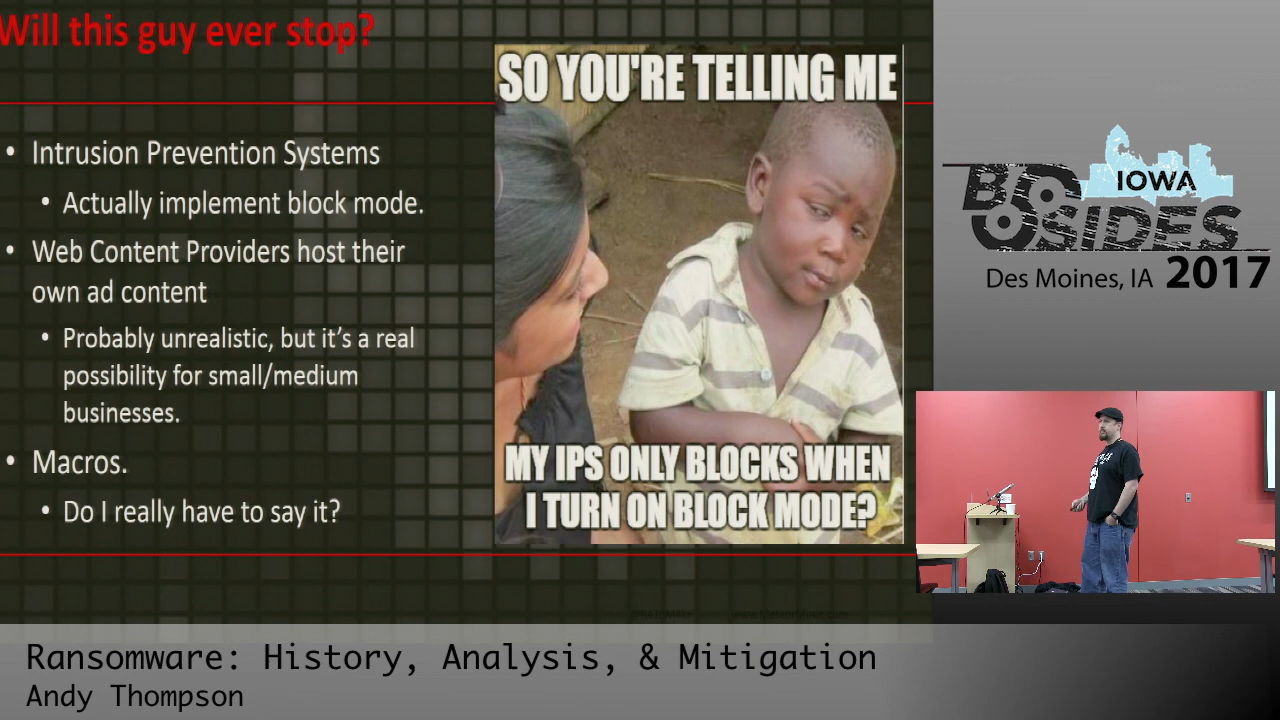 Will this guy ever stop?
• Intrusion Prevention Systems
• Actually implement block mode.
• Web Content Providers host their
own ad content
• Probably unrealistic, but it’s a real
possibility for small/medium
businesses.
• Macros.
• Do I really have to say it?
SO YOU'RE TELLING ME
MY IPS ONLY BLOCKS WHEN
I TURN ON BLOCK MODE?
IOWA
BSIDES
Des Moines, IA 2017
Ransomware: History, Analysis, & Mitigation
Andy Thompson